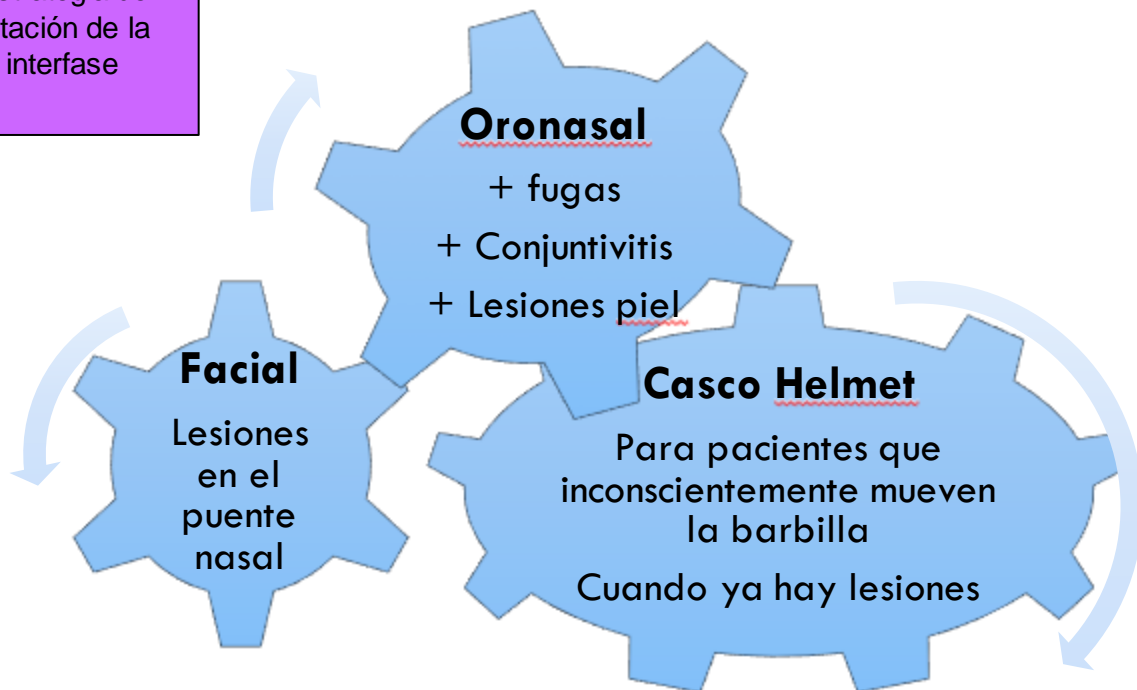 tación de la
interfase
Oronasal
+ fugas
+ Conjuntivitis
+ Lesiones piel
Facial
Lesiones
en el
puente
nasal
Casco Helmet
Para pacientes que
inconscientemente mueven
la barbilla
Cuando ya hay lesiones